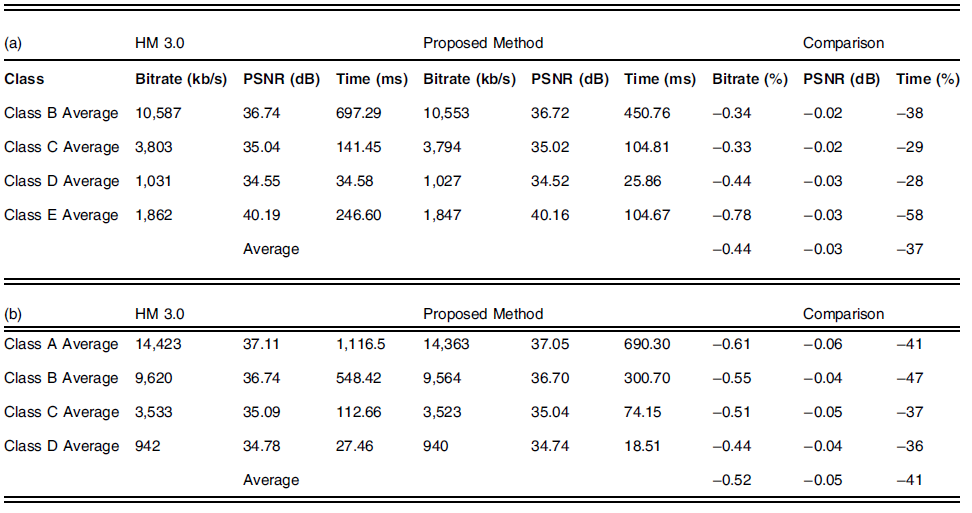 (a) HM 3.0 Proposed Method Comparison
Class Bitrate (kb/s) PSNR (dB) Time (ms) Bitrate (kb/s) PSNR (dB) Time (ms) Bitrate (%) PSNR (dB) Time (%)
Class B Average 10,587 36.74 697.29 10,553 36.72 450.76 −0.34 −0.02 −38
Class C Average 3,803 35.04 141.45 3,794 35.02 104.81 −0.33 −0.02 −29
Class D Average 1,031 34.55 34.58 1,027 34.52 25.86 −0.44 −0.03 −28
Class E Average 1,862 40.19 246.60 1,847 40.16 104.67 −0.78 −0.03 −58
Average −0.44 −0.03 −37
(b) HM 3.0 Proposed Method Comparison
Class A Average 14,423 37.11 1,116.5 14,363 37.05 690.30 −0.61 −0.06 −41
Class B Average 9,620 36.74 548.42 9,564 36.70 300.70 −0.55 −0.04 −47
Class C Average 3,533 35.09 112.66 3,523 35.04 74.15 −0.51 −0.05 −37
Class D Average 942 34.78 27.46 940 34.74 18.51 −0.44 −0.04 −36
Average −0.52 −0.05 −41